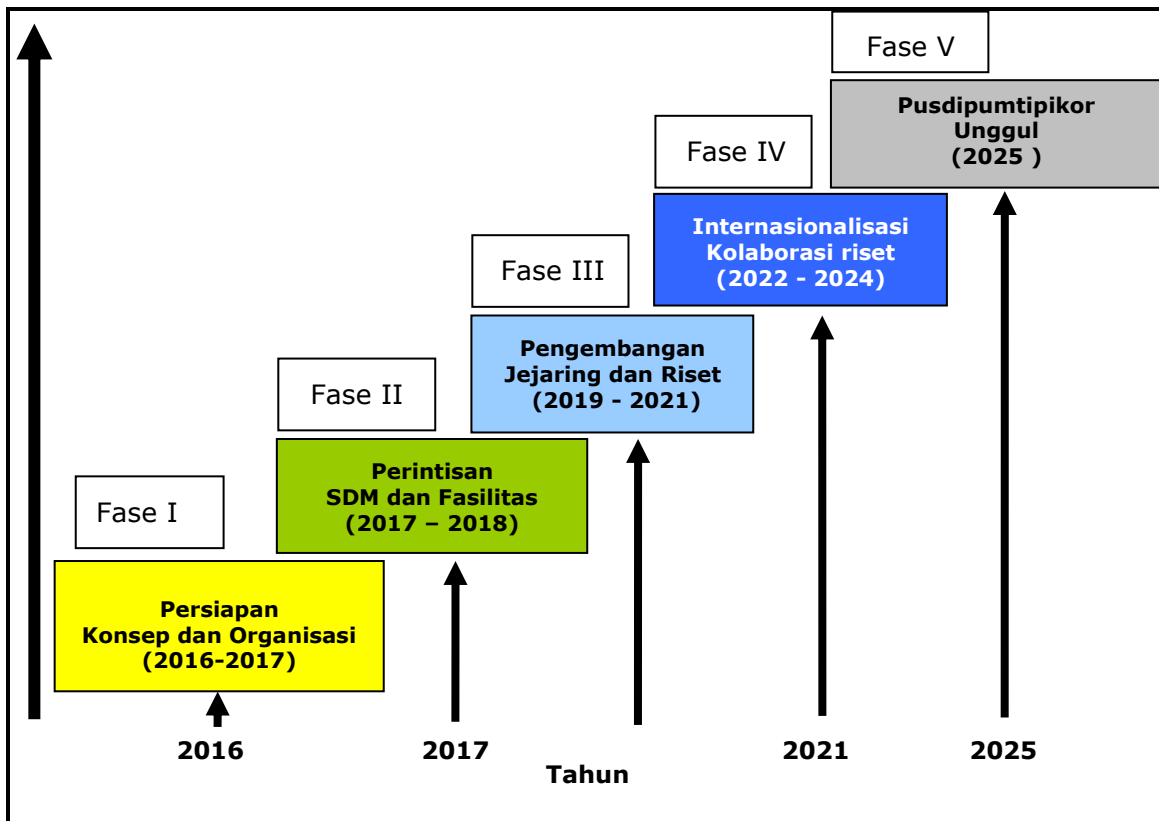 Fase V
Pusdipumtipikor
Unggul
(2025 )
Fase IV
Internasionalisasi
Kolaborasi riset
(2022 - 2024)
Fase III
Pengembangan
Jejaring dan Riset
(2019 - 2021)
Fase II
Perintisan
SDM dan Fasilitas
(2017 – 2018)
Fase I
Persiapan
Konsep dan Organisasi
(2016-2017)
2016 2017 2021 2025
Tahun